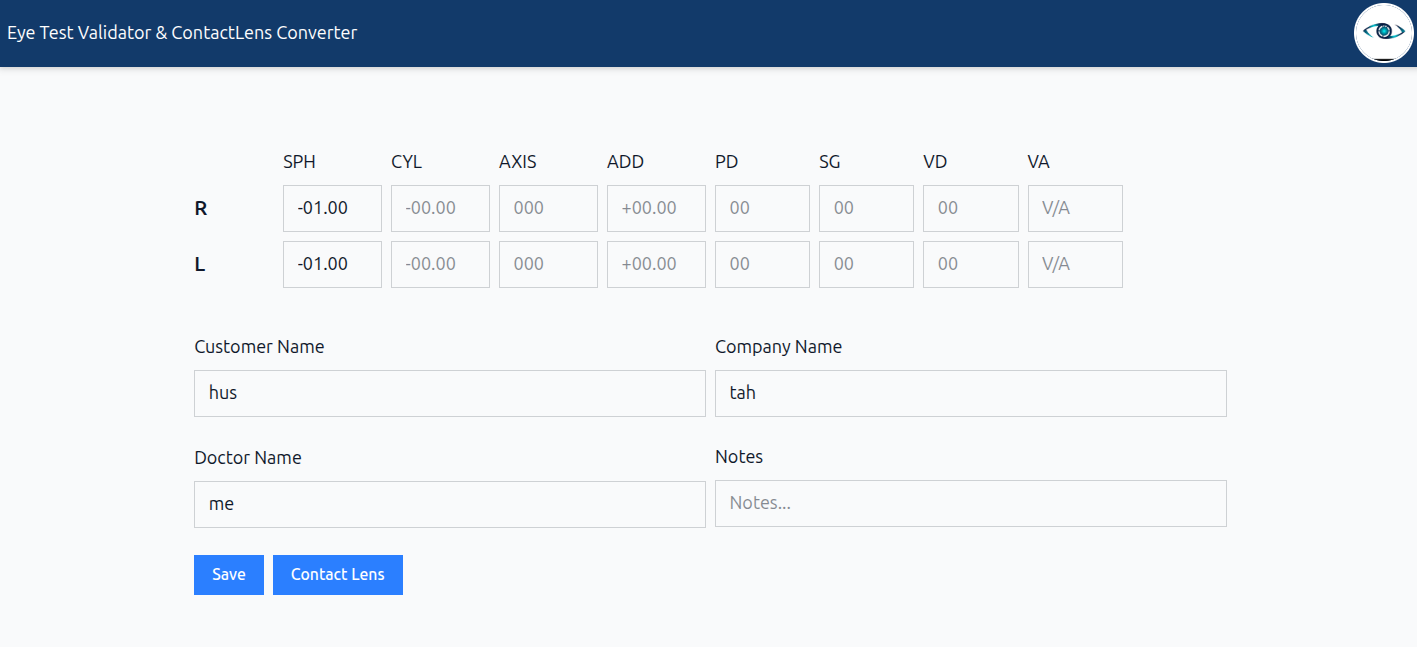 Eye Test Validator & ContactLens Converter
SPH CYL AXIS ADD PD SG VD VA
R -01.00 -00.00 000 +00.00 00 00 00 V/A
L -01.00 -00.00 000 +00.00 00 00 00 V/A
Customer Name Company Name
hus tah
Doctor Name Notes
me Notes...
Save Contact Lens